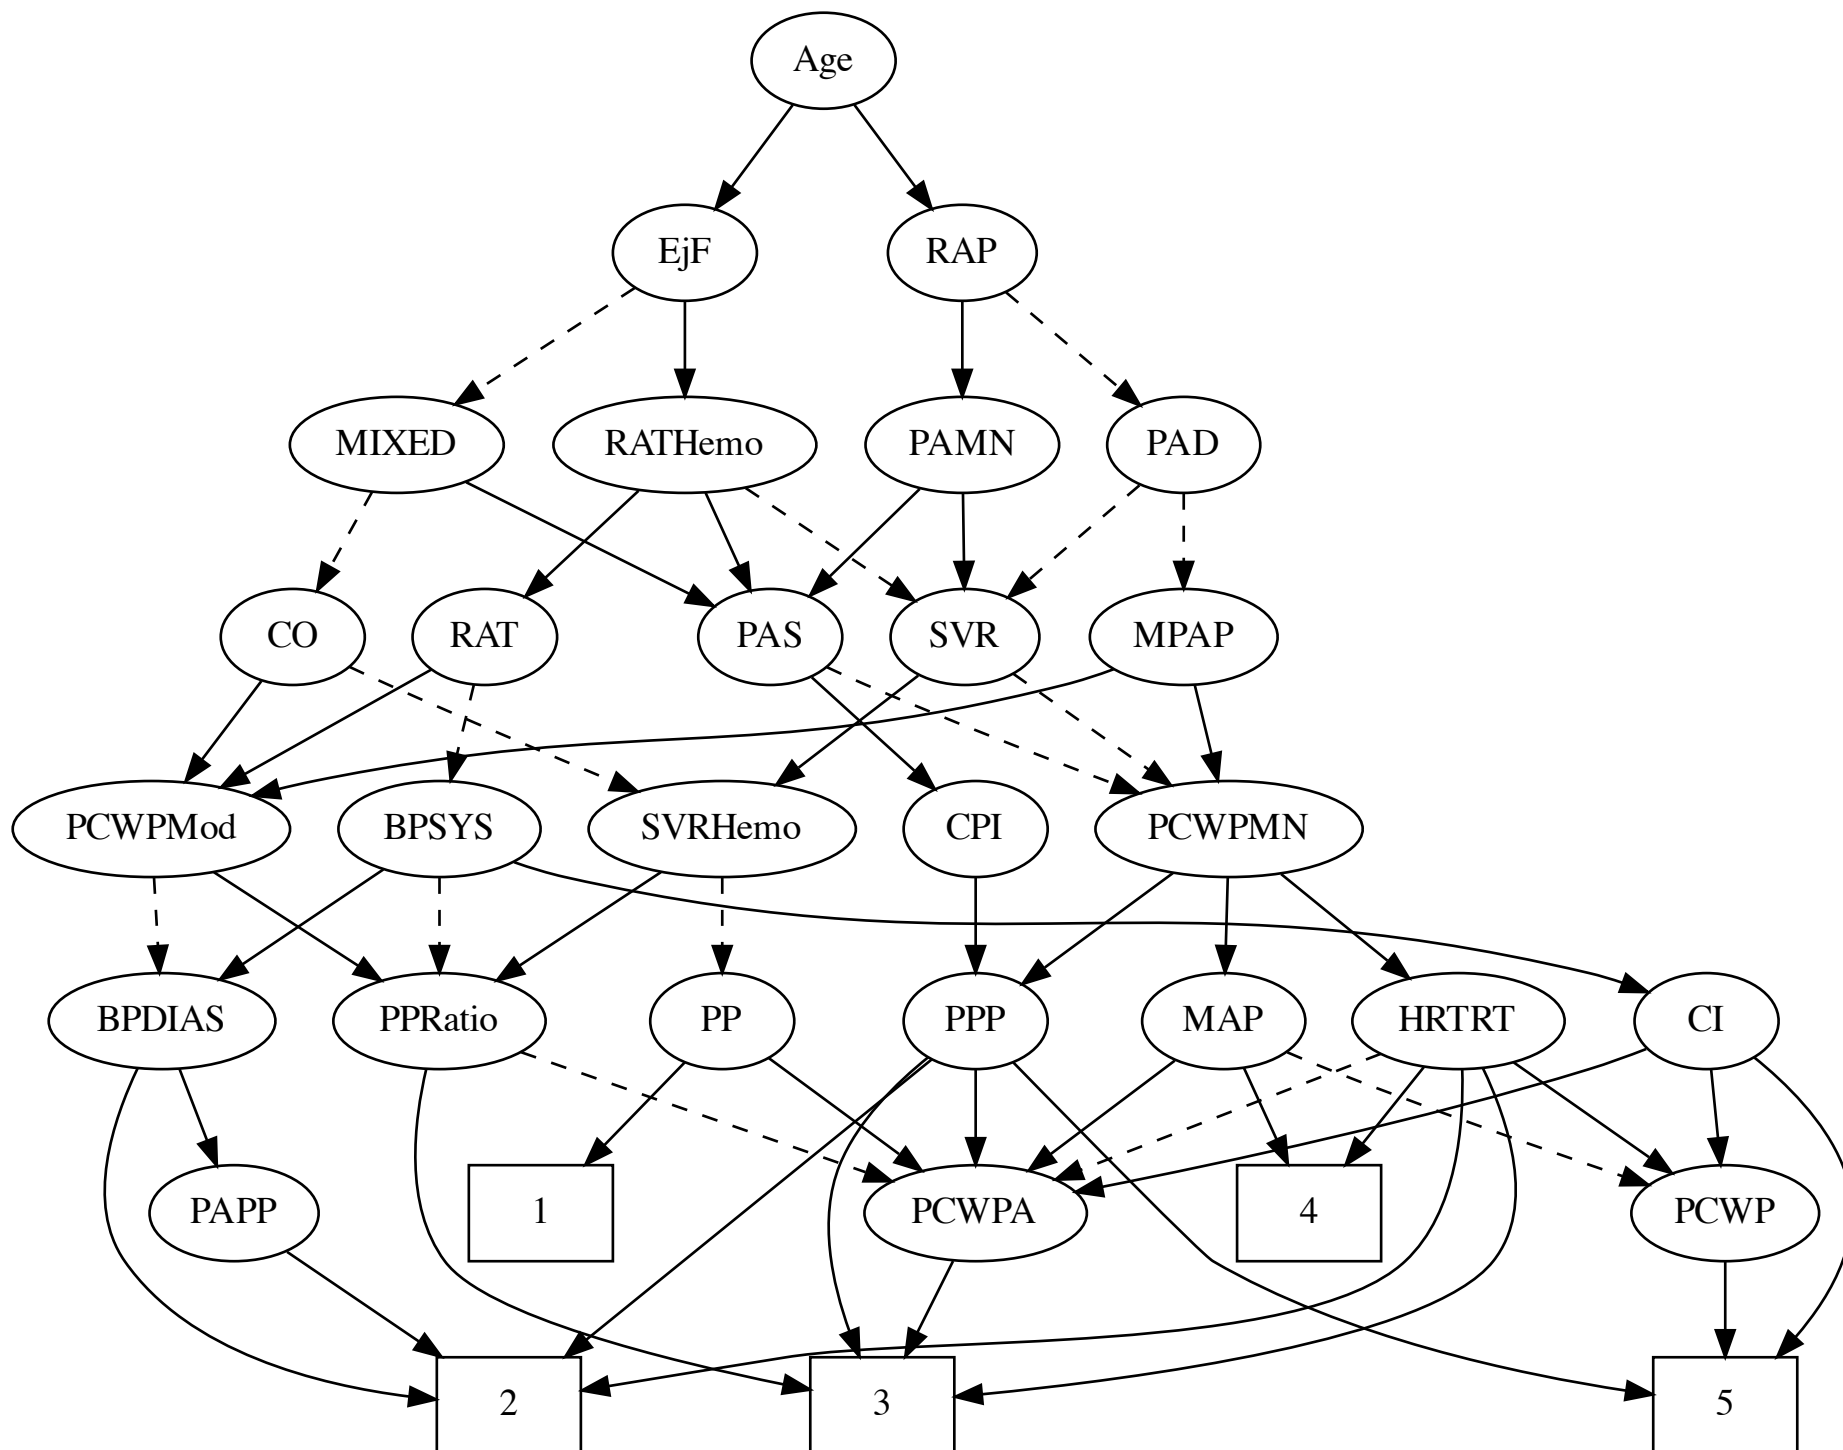 Age
EjF
RAP
MIXED
RATHemo
PAMN
PAD
CO
RAT
PAS
SVR
MPAP
PCWPMod
BPSYS
SVRHemo
CPI
PCWPMN
BPDIAS
PPRatio
PP
PPP
MAP
HRTRT
CI
PAPP
1
PCWPA
4
PCWP
2
3
5